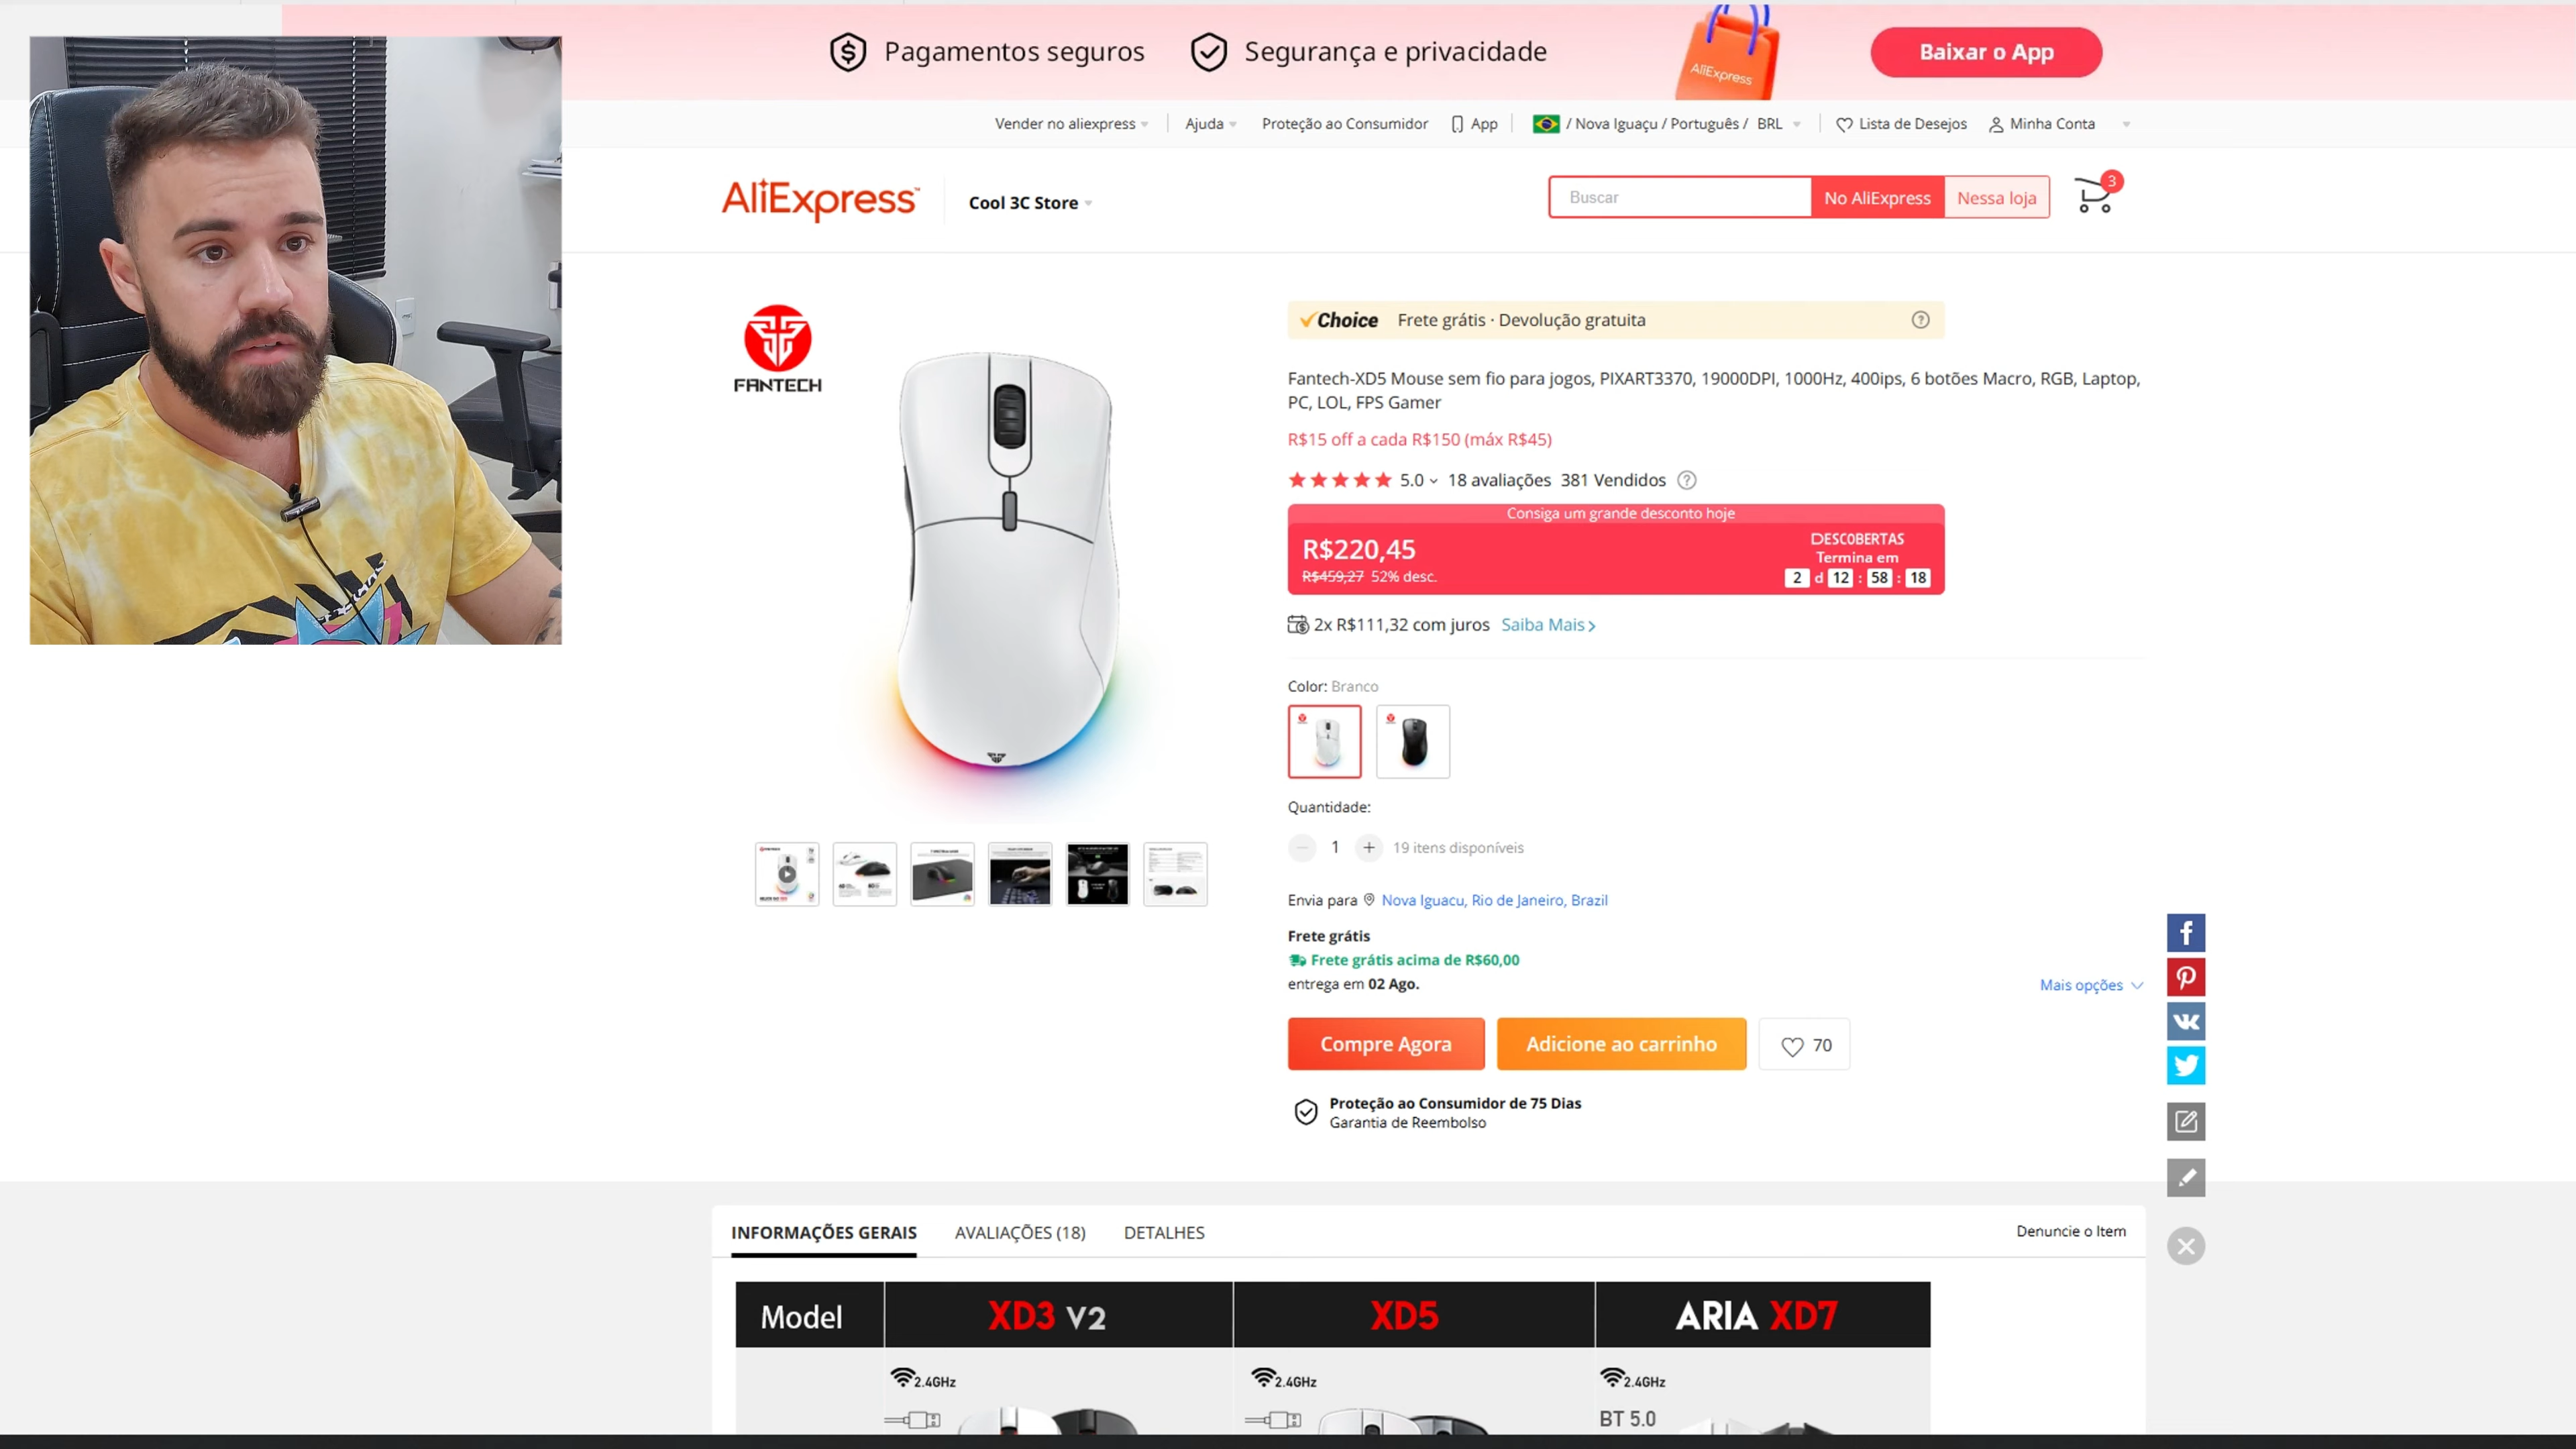 Pagamentos seguros
Segurança e privacidade
AliExpress
Baixar o App
Vender no aliexpress
Ajuda
Proteção ao Consumidor
App
/ Nova Iguaçu / Português / BRL
Lista de Desejos
Minha Conta
AliExpress
Cool 3C Store
Buscar
No AliExpress
Nessa loja
3
FANTECH
Choice Frete grátis · Devolução gratuita
Fantech-XD5 Mouse sem fio para jogos, PIXART3370, 19000DPI, 1000Hz, 400ips, 6 botões Macro, RGB, Laptop,
PC, LOL, FPS Gamer
R$15 off a cada R$150 (máx R$45)
5.0 18 avaliações 381 Vendidos
Consiga um grande desconto hoje
R$220,45
R$459,27 52% desc.
DESCOBERTAS
Termina em
2 d 12 : 58 : 18
2x R$111,32 com juros Saiba Mais
Color: Branco
Quantidade:
1
19 itens disponíveis
Envia para Nova Iguacu, Rio de Janeiro, Brazil
Frete grátis
Frete grátis acima de R$60,00
entrega em 02 Ago.
Mais opções
Compre Agora
Adicione ao carrinho
70
Proteção ao Consumidor de 75 Dias
Garantia de Reembolso
INFORMAÇÕES GERAIS
AVALIAÇÕES (18)
DETALHES
Denuncie o Item
Model
XD3 V2
XD5
ARIA XD7
2.4GHz
2.4GHz
2.4GHz
BT 5.0